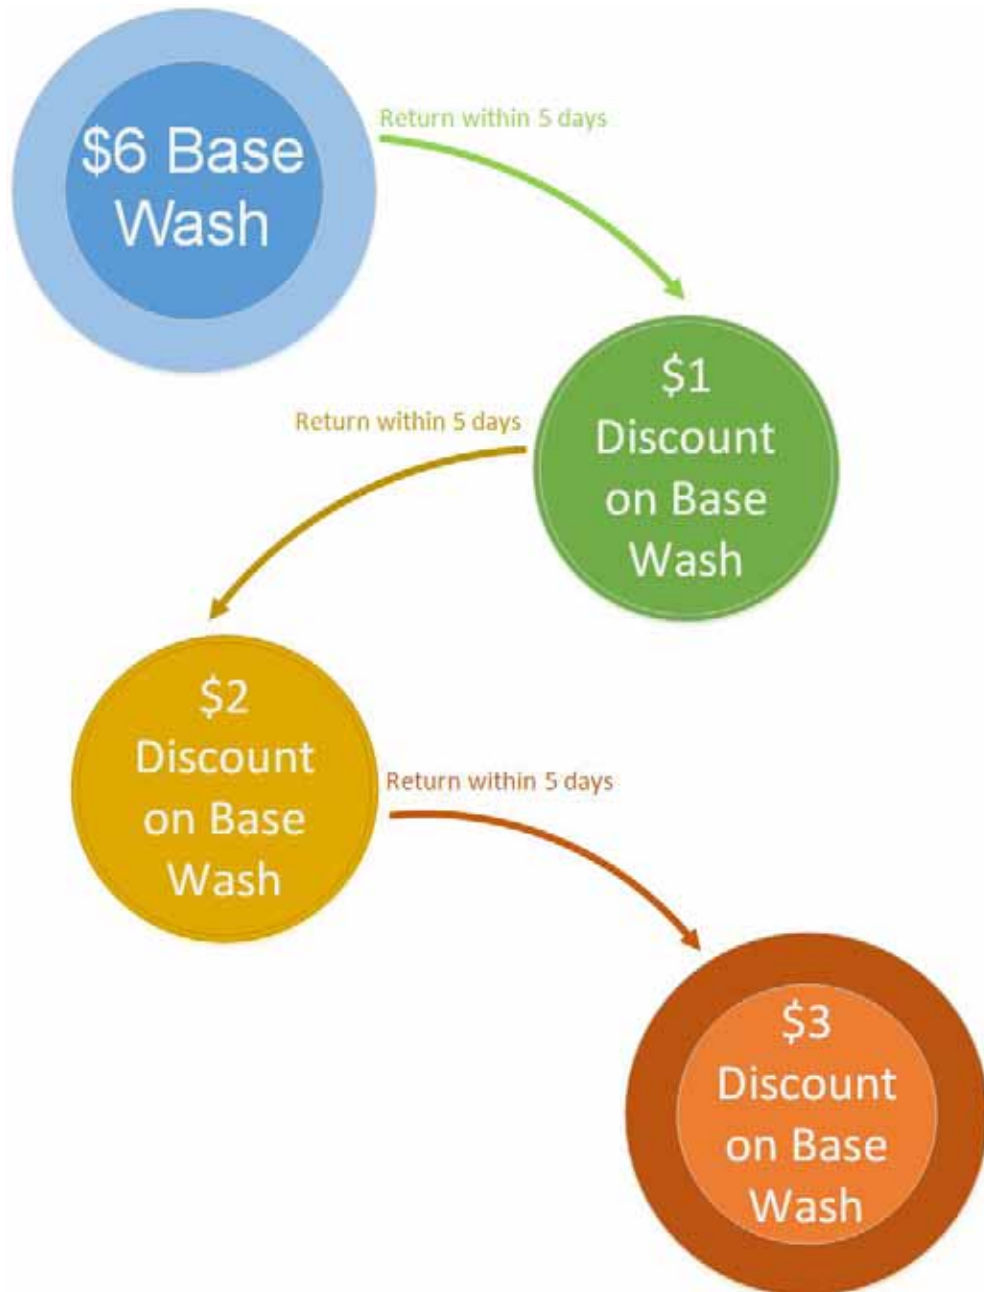 $6 Base
Wash
Return within 5 days
$1
Discount
on Base
Wash
Return within 5 days
$2
Discount
on Base
Wash
Return within 5 days
$3
Discount
on Base
Wash